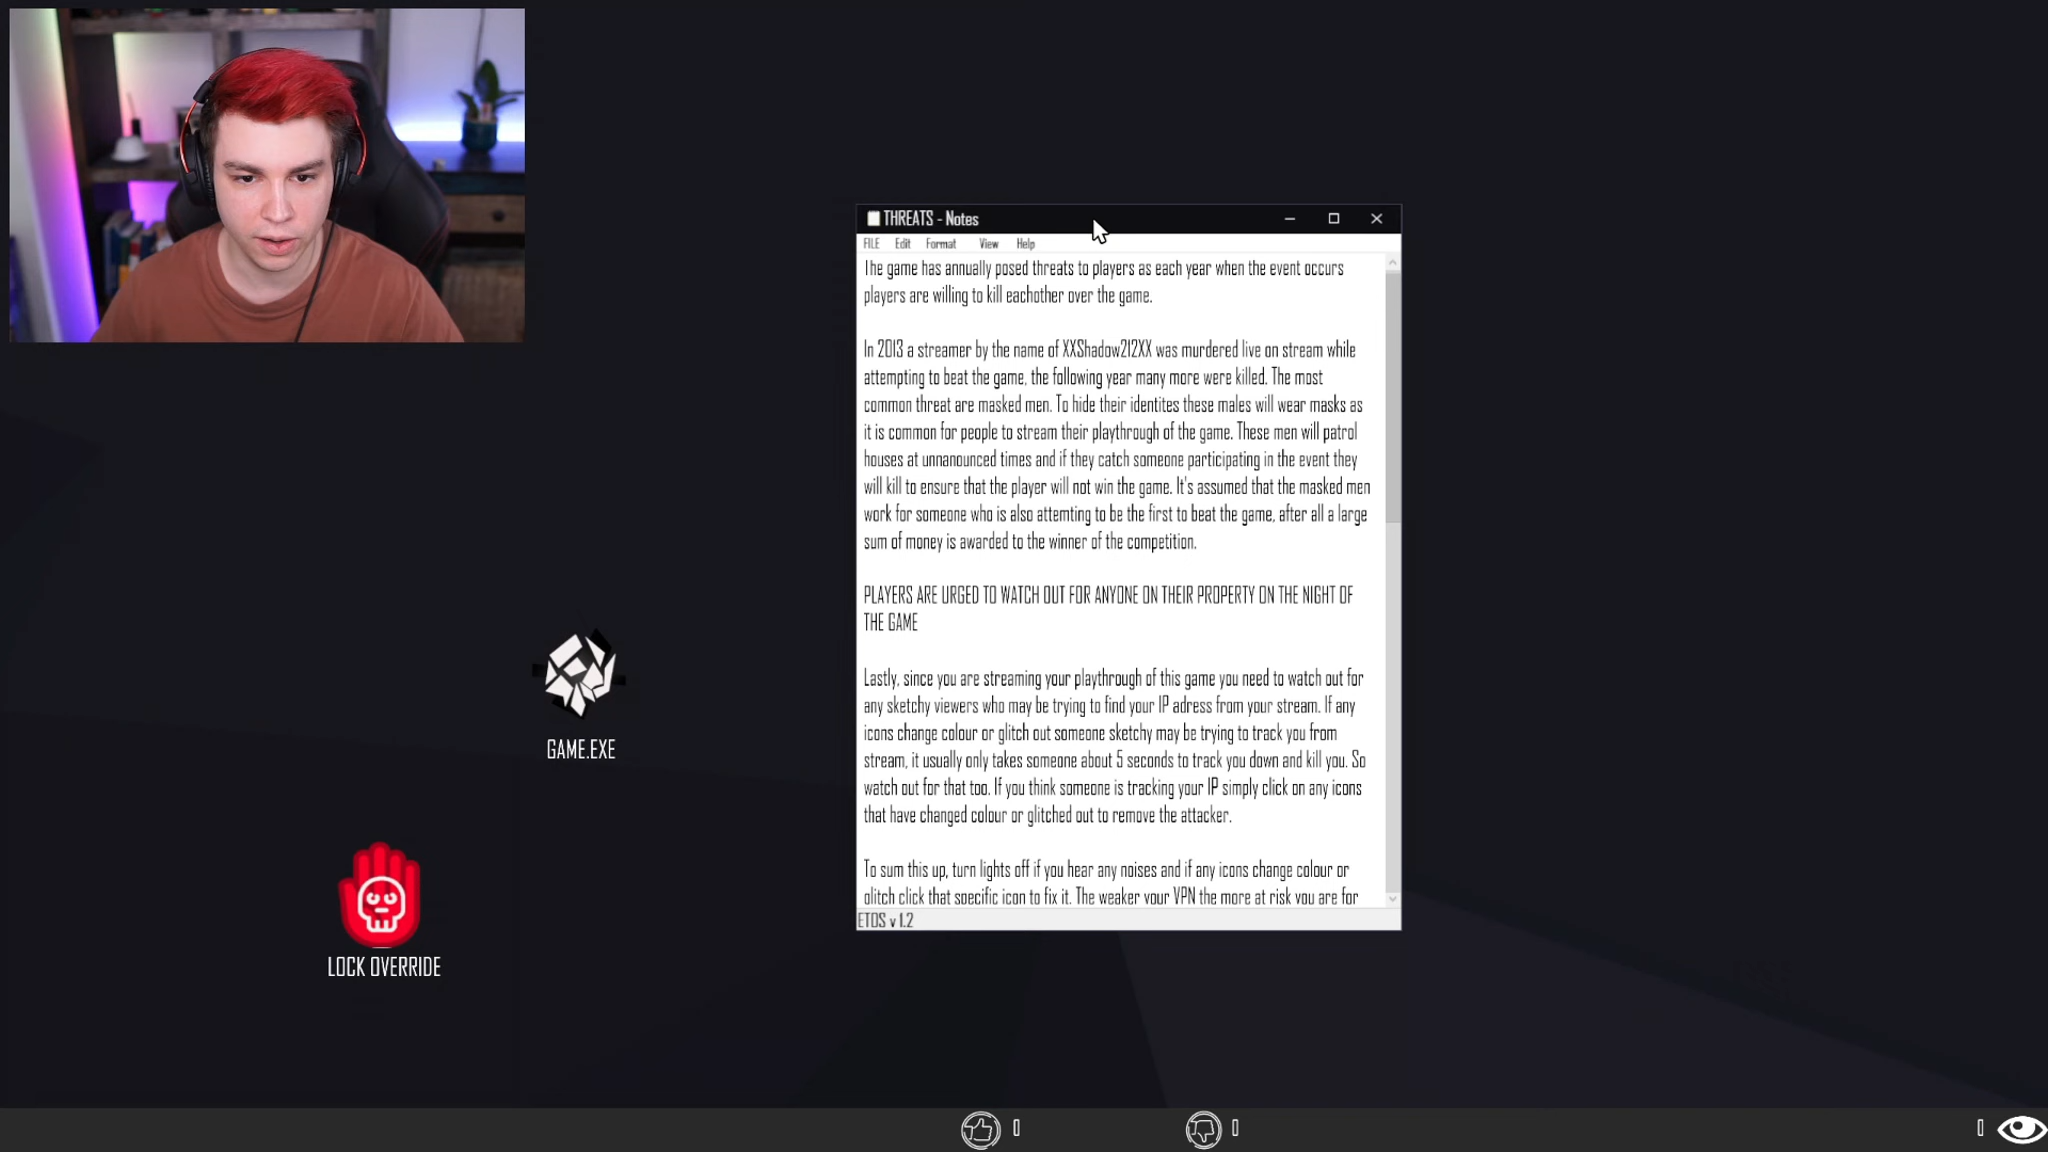 THREATS - Notes
FILE Edit Format View Help
The game has annually posed threats to players as each year when the event occurs
players are willing to kill eachother over the game.
In 2013 a streamer by the name of XXShadow212XX was murdered live on stream while
attempting to beat the game, the following year many more were killed. The most
common threat are masked men. To hide their identites these males will wear masks as
it is common for people to stream their playthrough of the game. These men will patrol
houses at unnanounced times and if they catch someone participating in the event they
will kill to ensure that the player will not win the game. It's assumed that the masked men
work for someone who is also attemting to be the first to beat the game, after all a large
sum of money is awarded to the winner of the competition.
PLAYERS ARE URGED TO WATCH OUT FOR ANYONE ON THEIR PROPERTY ON THE NIGHT OF
THE GAME
Lastly, since you are streaming your playthrough of this game you need to watch out for
any sketchy viewers who may be trying to find your IP adress from your stream. If any
icons change colour or glitch out someone sketchy may be trying to track you from
stream, it usually only takes someone about 5 seconds to track you down and kill you. So
watch out for that too. If you think someone is tracking your IP simply click on any icons
that have changed colour or glitched out to remove the attacker.
To sum this up, turn lights off if you hear any noises and if any icons change colour or
glitch click that specific icon to fix it. The weaker your VPN the more at risk you are for
ETOS v 1.2
GAME.EXE
LOCK OVERRIDE
0
0
0